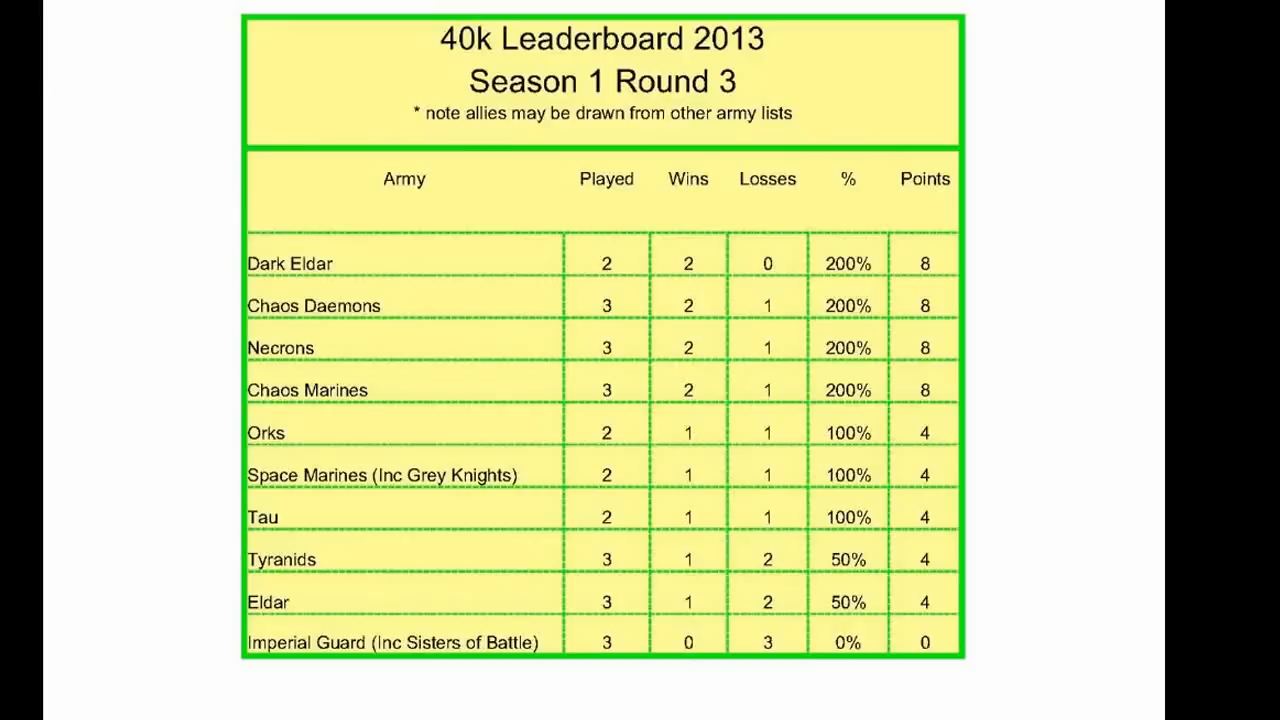 40k Leaderboard 2013
Season 1 Round 3
* note allies may be drawn from other army lists
Army Played Wins Losses % Points
Dark Eldar 2 2 0 200% 8
Chaos Daemons 3 2 1 200% 8
Necrons 3 2 1 200% 8
Chaos Marines 3 2 1 200% 8
Orks 2 1 1 100% 4
Space Marines (Inc Grey Knights) 2 1 1 100% 4
Tau 2 1 1 100% 4
Tyranids 3 1 2 50% 4
Eldar 3 1 2 50% 4
Imperial Guard (Inc Sisters of Battle) 3 0 3 0% 0